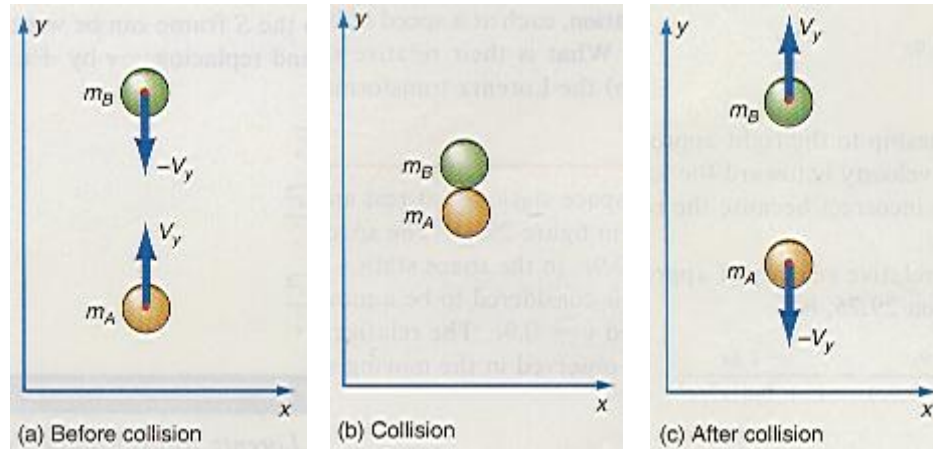 y
m_B
-V_y
V_y
m_A
x
(a) Before collision
y
m_B
m_A
x
(b) Collision
y
V_y
m_B
m_A
-V_y
x
(c) After collision